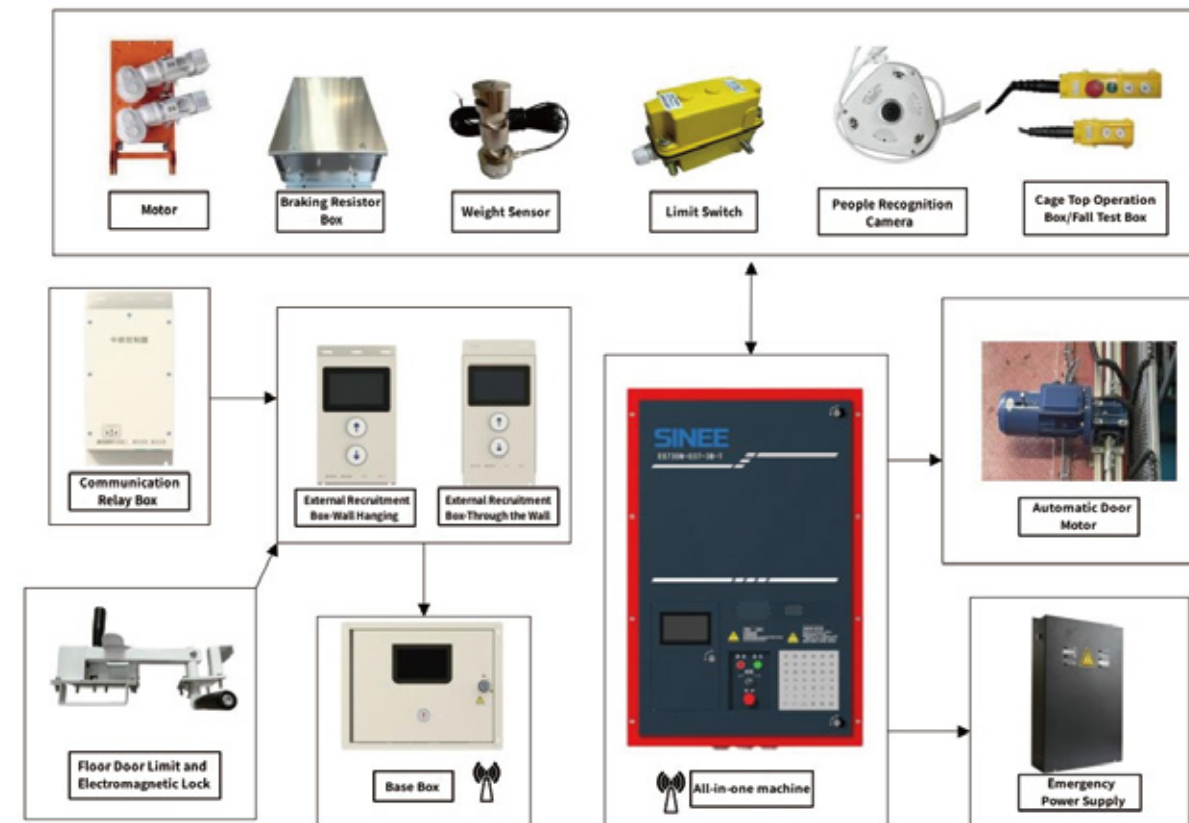 Motor
Braking Resistor
Box
Weight Sensor
Limit Switch
People Recognition
Camera
Cage Top Operation
Box/Fall Test Box
Communication
Relay Box
External Recruitment
Box-Wall Hanging
External Recruitment
Box-Through the Wall
SINEE
Automatic Door
Motor
Floor Door Limit and
Electromagnetic Lock
Base Box
All-in-one machine
Emergency
Power Supply